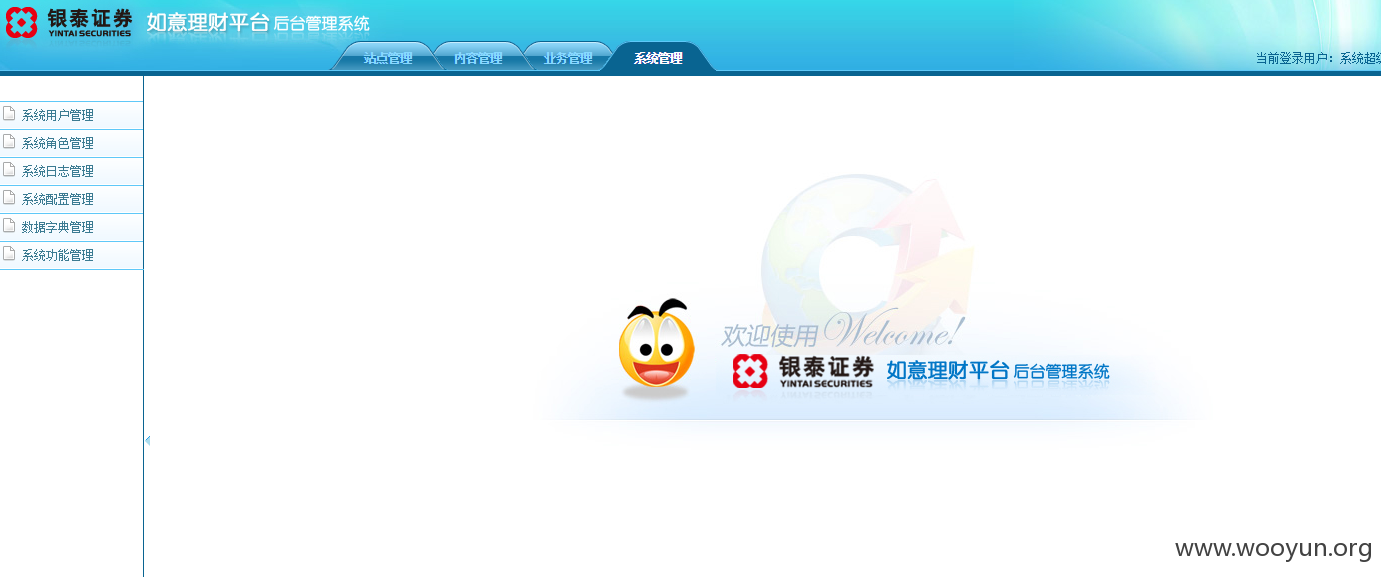 银泰证券 如意理财平台 后台管理系统
YINTAI SECURITIES
站点管理 内容管理 业务管理 系统管理
当前登录用户：系统超级
系统用户管理
系统角色管理
系统日志管理
系统配置管理
数据字典管理
系统功能管理
欢迎使用 Welcome!
银泰证券 如意理财平台 后台管理系统
YINTAI SECURITIES
www.wooyun.org